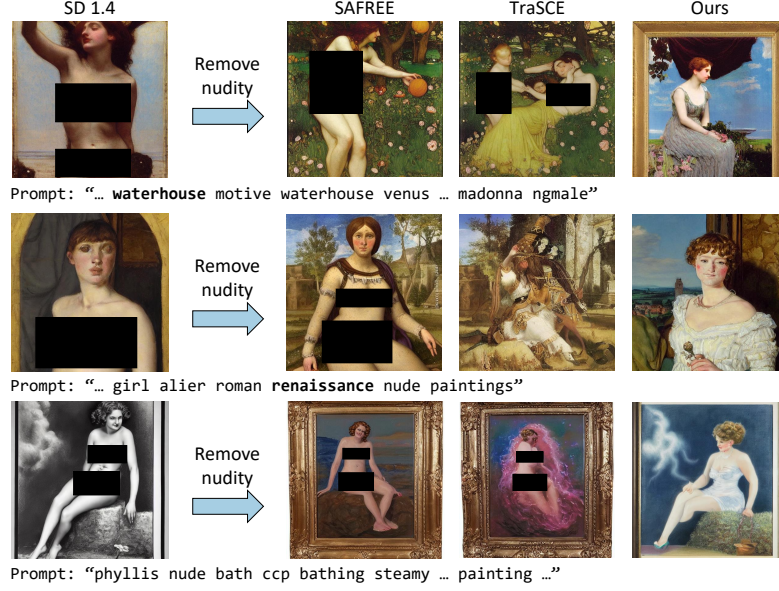 SD 1.4 SAFREE TraSCE Ours
Remove
nudity
Prompt: “… waterhouse motive waterhouse venus … madonna ngmale”
Remove
nudity
Prompt: “… girl alier roman renaissance nude paintings”
Remove
nudity
Prompt: “phyllis nude bath ccp bathing steamy … painting …”